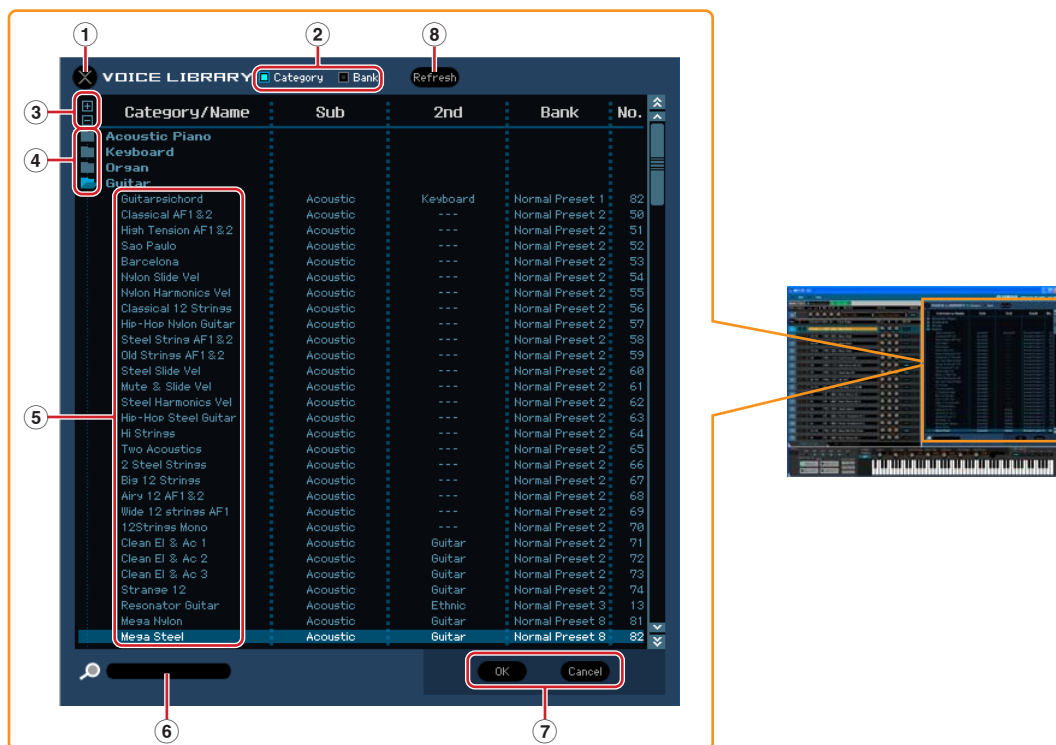 1 2 8
VOICE LIBRARY Category Bank Refresh
3
Category/Name Sub 2nd Bank No.
4
Acoustic Piano
Keyboard
Organ
Guitar
Guitarpsichord Acoustic Keyboard Normal Preset 1 82
Classical AF1&2 Acoustic --- Normal Preset 2 50
High Tension AF1&2 Acoustic --- Normal Preset 2 51
Sao Paulo Acoustic --- Normal Preset 2 52
Barcelona Acoustic --- Normal Preset 2 53
Nylon Slide Vel Acoustic --- Normal Preset 2 54
Nylon Harmonics Vel Acoustic --- Normal Preset 2 55
Classical 12 Strings Acoustic --- Normal Preset 2 56
Hip-Hop Nylon Guitar Acoustic --- Normal Preset 2 57
Steel String AF1&2 Acoustic --- Normal Preset 2 58
Old Strings AF1&2 Acoustic --- Normal Preset 2 59
Steel Slide Vel Acoustic --- Normal Preset 2 60
Mute & Slide Vel Acoustic --- Normal Preset 2 61
Steel Harmonics Vel Acoustic --- Normal Preset 2 62
5
Hip-Hop Steel Guitar Acoustic --- Normal Preset 2 63
Hi Strings Acoustic --- Normal Preset 2 64
Two Acoustics Acoustic --- Normal Preset 2 65
2 Steel Strings Acoustic --- Normal Preset 2 66
Big 12 Strings Acoustic --- Normal Preset 2 67
Airy 12 AF1&2 Acoustic --- Normal Preset 2 68
Wide 12 strings AF1 Acoustic --- Normal Preset 2 69
12Strings Mono Acoustic --- Normal Preset 2 70
Clean El & Ac 1 Acoustic Guitar Normal Preset 2 71
Clean El & Ac 2 Acoustic Guitar Normal Preset 2 72
Clean El & Ac 3 Acoustic Guitar Normal Preset 2 73
Strange 12 Acoustic Guitar Normal Preset 2 74
Resonator Guitar Acoustic Ethnic Normal Preset 3 13
Mega Nylon Acoustic Guitar Normal Preset 8 81
Mega Steel Acoustic Guitar Normal Preset 8 82
OK Cancel
6 7